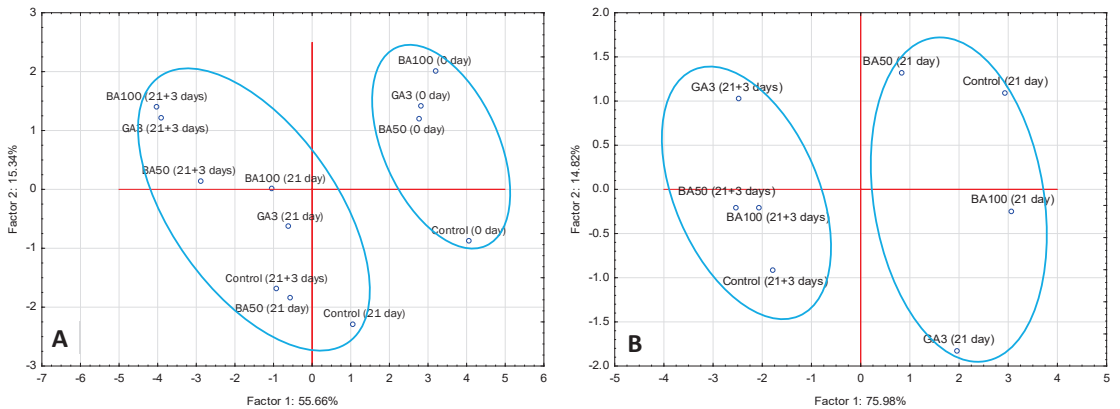 3
2
1
0
-1
-2
-3
Factor 2: 15.34%
BA100 (0 day)
GA3 (0 day)
BA50 (0 day)
BA100 (21+3 days)
GA3 (21+3 days)
BA50 (21+3 days)
BA100 (21 day)
GA3 (21 day)
Control (0 day)
Control (21+3 days)
BA50 (21 day)
Control (21 day)
A
-7 -6 -5 -4 -3 -2 -1 0 1 2 3 4 5 6
Factor 1: 55.66%
2.0
1.5
1.0
0.5
0.0
-0.5
-1.0
-1.5
-2.0
Factor 2: 14.82%
BA50 (21 day)
GA3 (21+3 days)
Control (21 day)
BA50 (21+3 days)
BA100 (21 day)
BA100 (21+3 days)
Control (21+3 days)
GA3 (21 day)
B
-5 -4 -3 -2 -1 0 1 2 3 4 5
Factor 1: 75.98%